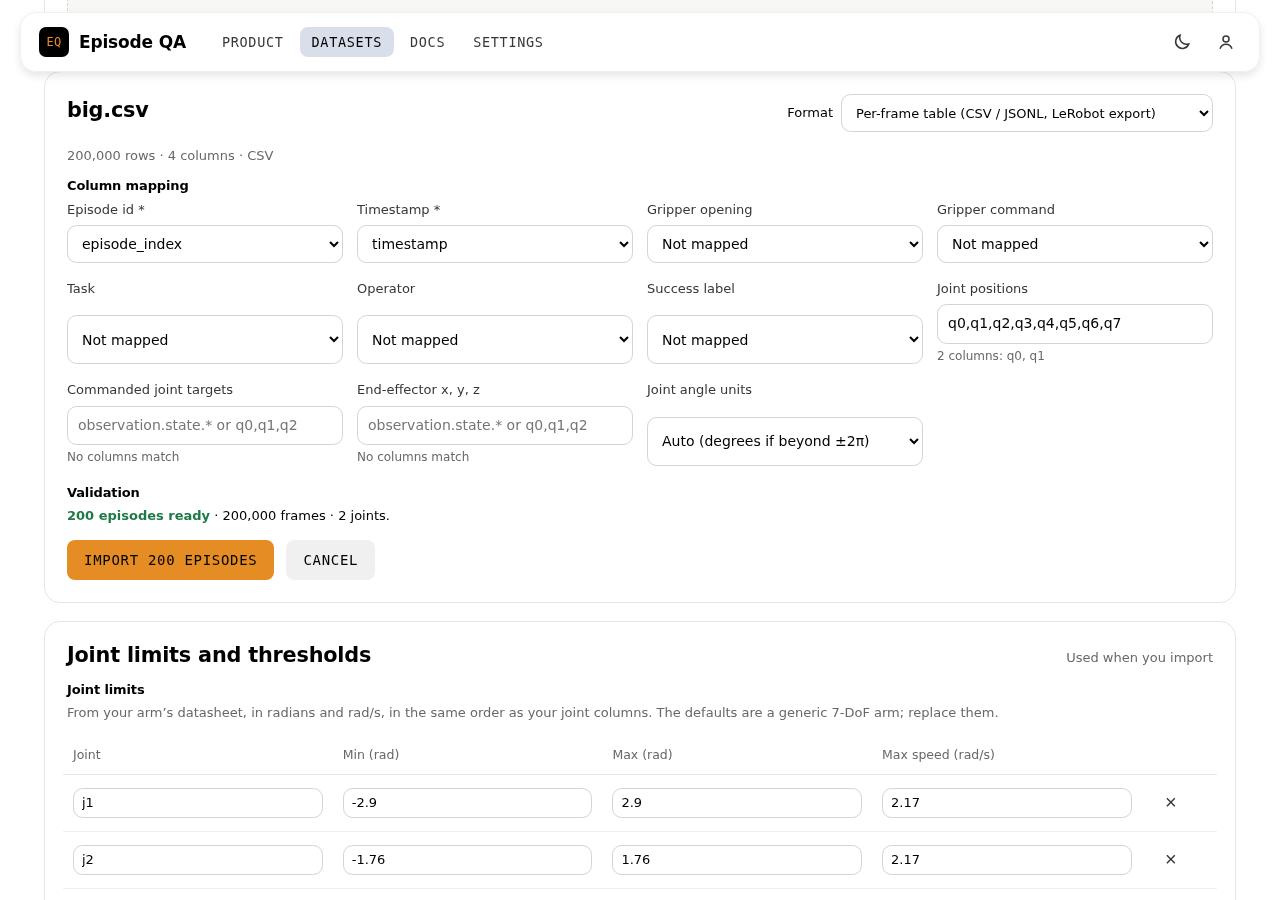 EQ Episode QA PRODUCT DATASETS DOCS SETTINGS
big.csv
Format Per-frame table (CSV / JSONL, LeRobot export)
200,000 rows · 4 columns · CSV
Column mapping
Episode id * Timestamp * Gripper opening Gripper command
episode_index timestamp Not mapped Not mapped
Task Operator Success label Joint positions
Not mapped Not mapped Not mapped q0,q1,q2,q3,q4,q5,q6,q7
2 columns: q0, q1
Commanded joint targets End-effector x, y, z Joint angle units
observation.state.* or q0,q1,q2 observation.state.* or q0,q1,q2 Auto (degrees if beyond ±2π)
No columns match No columns match
Validation
200 episodes ready · 200,000 frames · 2 joints.
IMPORT 200 EPISODES CANCEL
Joint limits and thresholds Used when you import
Joint limits
From your arm’s datasheet, in radians and rad/s, in the same order as your joint columns. The defaults are a generic 7-DoF arm; replace them.
Joint Min (rad) Max (rad) Max speed (rad/s)
j1 -2.9 2.9 2.17 ×
j2 -1.76 1.76 2.17 ×